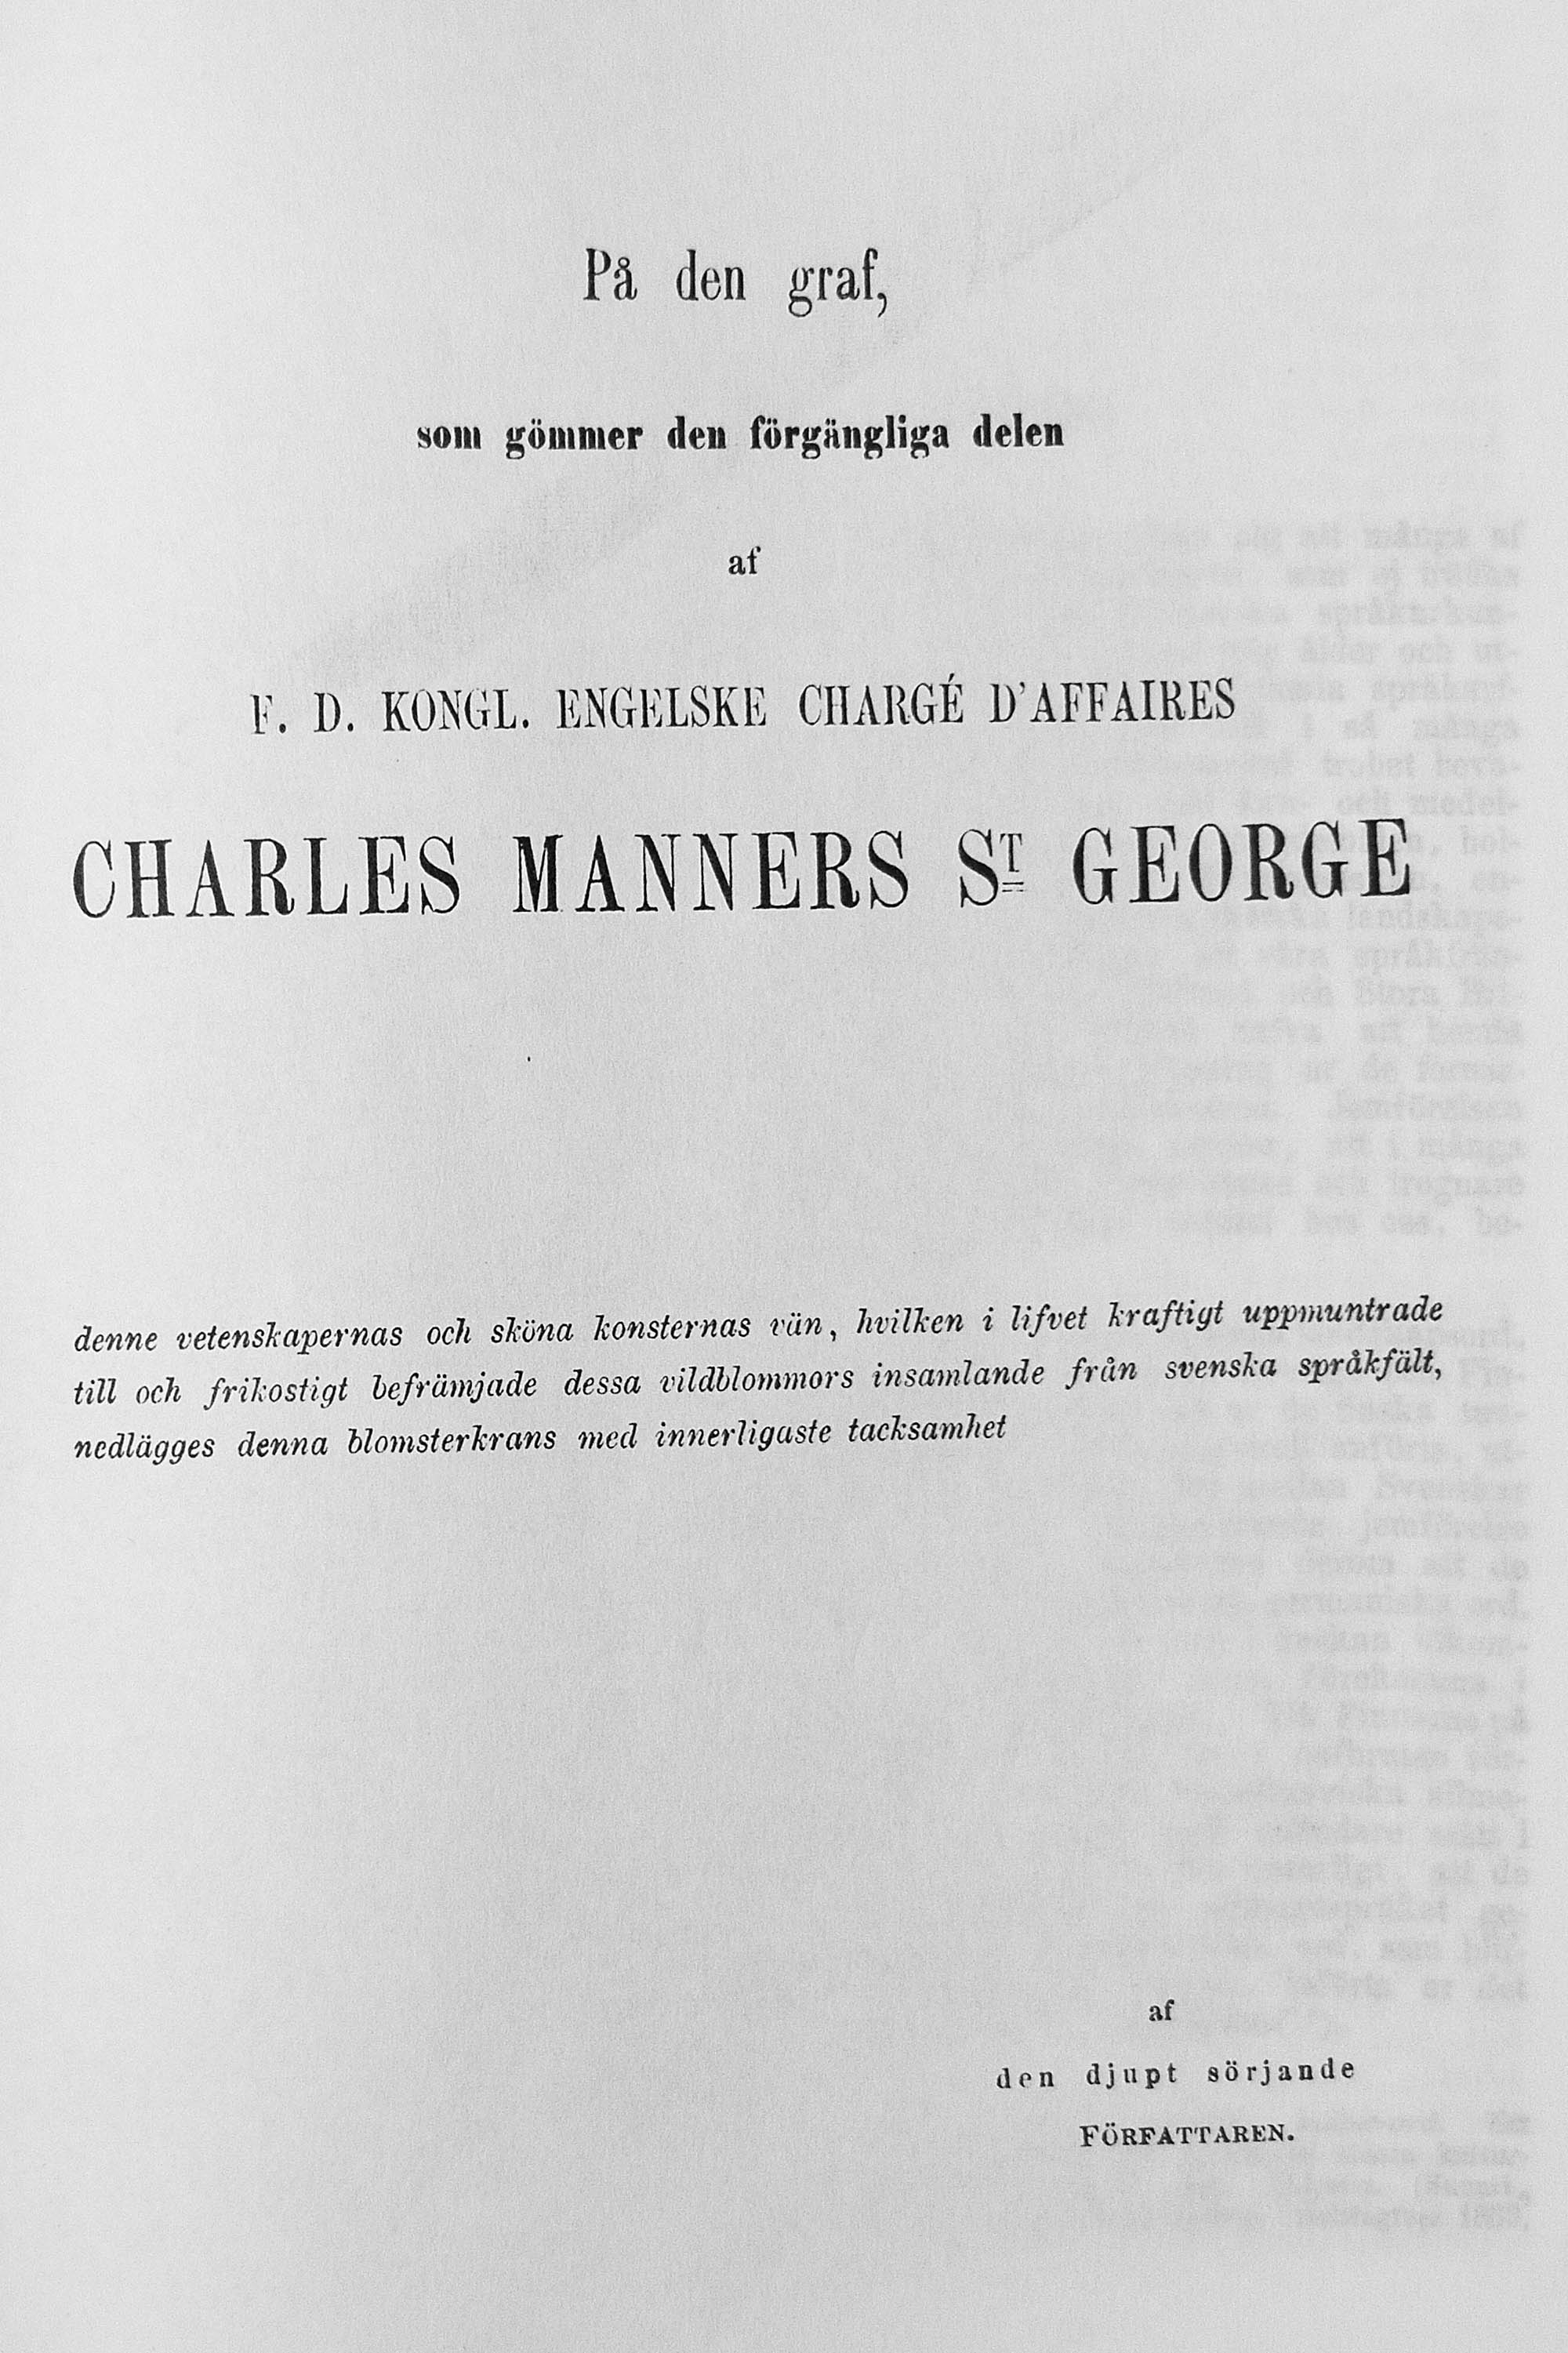 På den graf,
som gömmer den förgängliga delen
af
F. D. KONGL. ENGELSKE CHARGÉ D'AFFAIRES
CHARLES MANNERS ST GEORGE
denne vetenskapernas och sköna konsternas vän, hvilken i lifvet kraftigt uppmuntrade
till och frikostigt befrämjade dessa vildblommors insamlande från svenska språkfält,
nedlägges denna blomsterkrans med innerligaste tacksamhet
af
den djupt sörjande
FÖRFATTAREN.